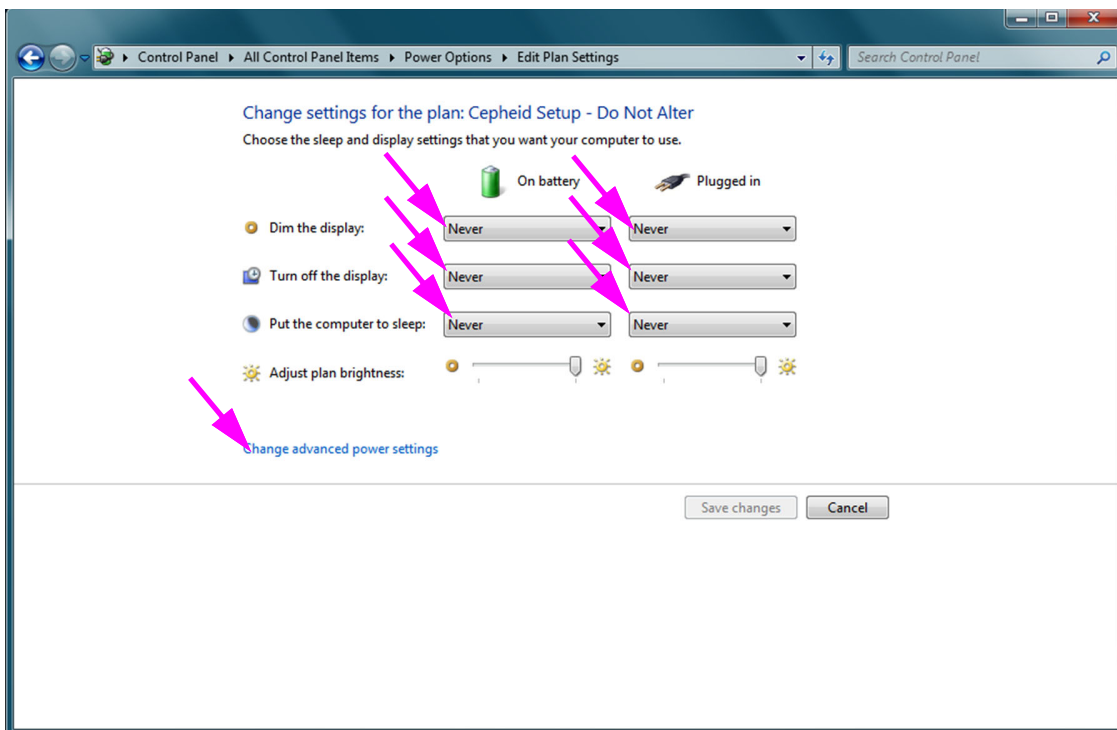 Control Panel All Control Panel Items Power Options Edit Plan Settings Search Control Panel
Change settings for the plan: Cepheid Setup - Do Not Alter
Choose the sleep and display settings that you want your computer to use.
On battery Plugged in
Dim the display: Never Never
Turn off the display: Never Never
Put the computer to sleep: Never Never
Adjust plan brightness:
Change advanced power settings
Save changes Cancel